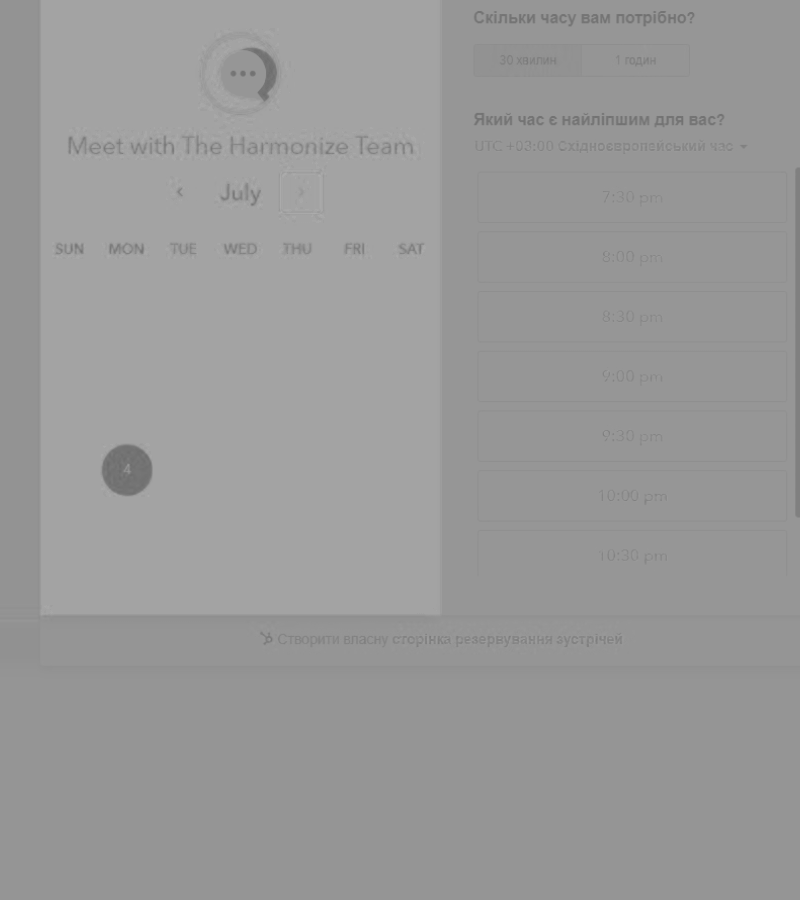 Meet with The Harmonize Team
July
SUN MON TUE WED THU FRI SAT
4
Скільки часу вам потрібно?
30 хвилин 1 годин
Який час є найліпшим для вас?
UTC +03:00 Східноєвропейський час
7:30 pm
8:00 pm
8:30 pm
9:00 pm
9:30 pm
10:00 pm
10:30 pm
Створити власну сторінка резервування зустрічей